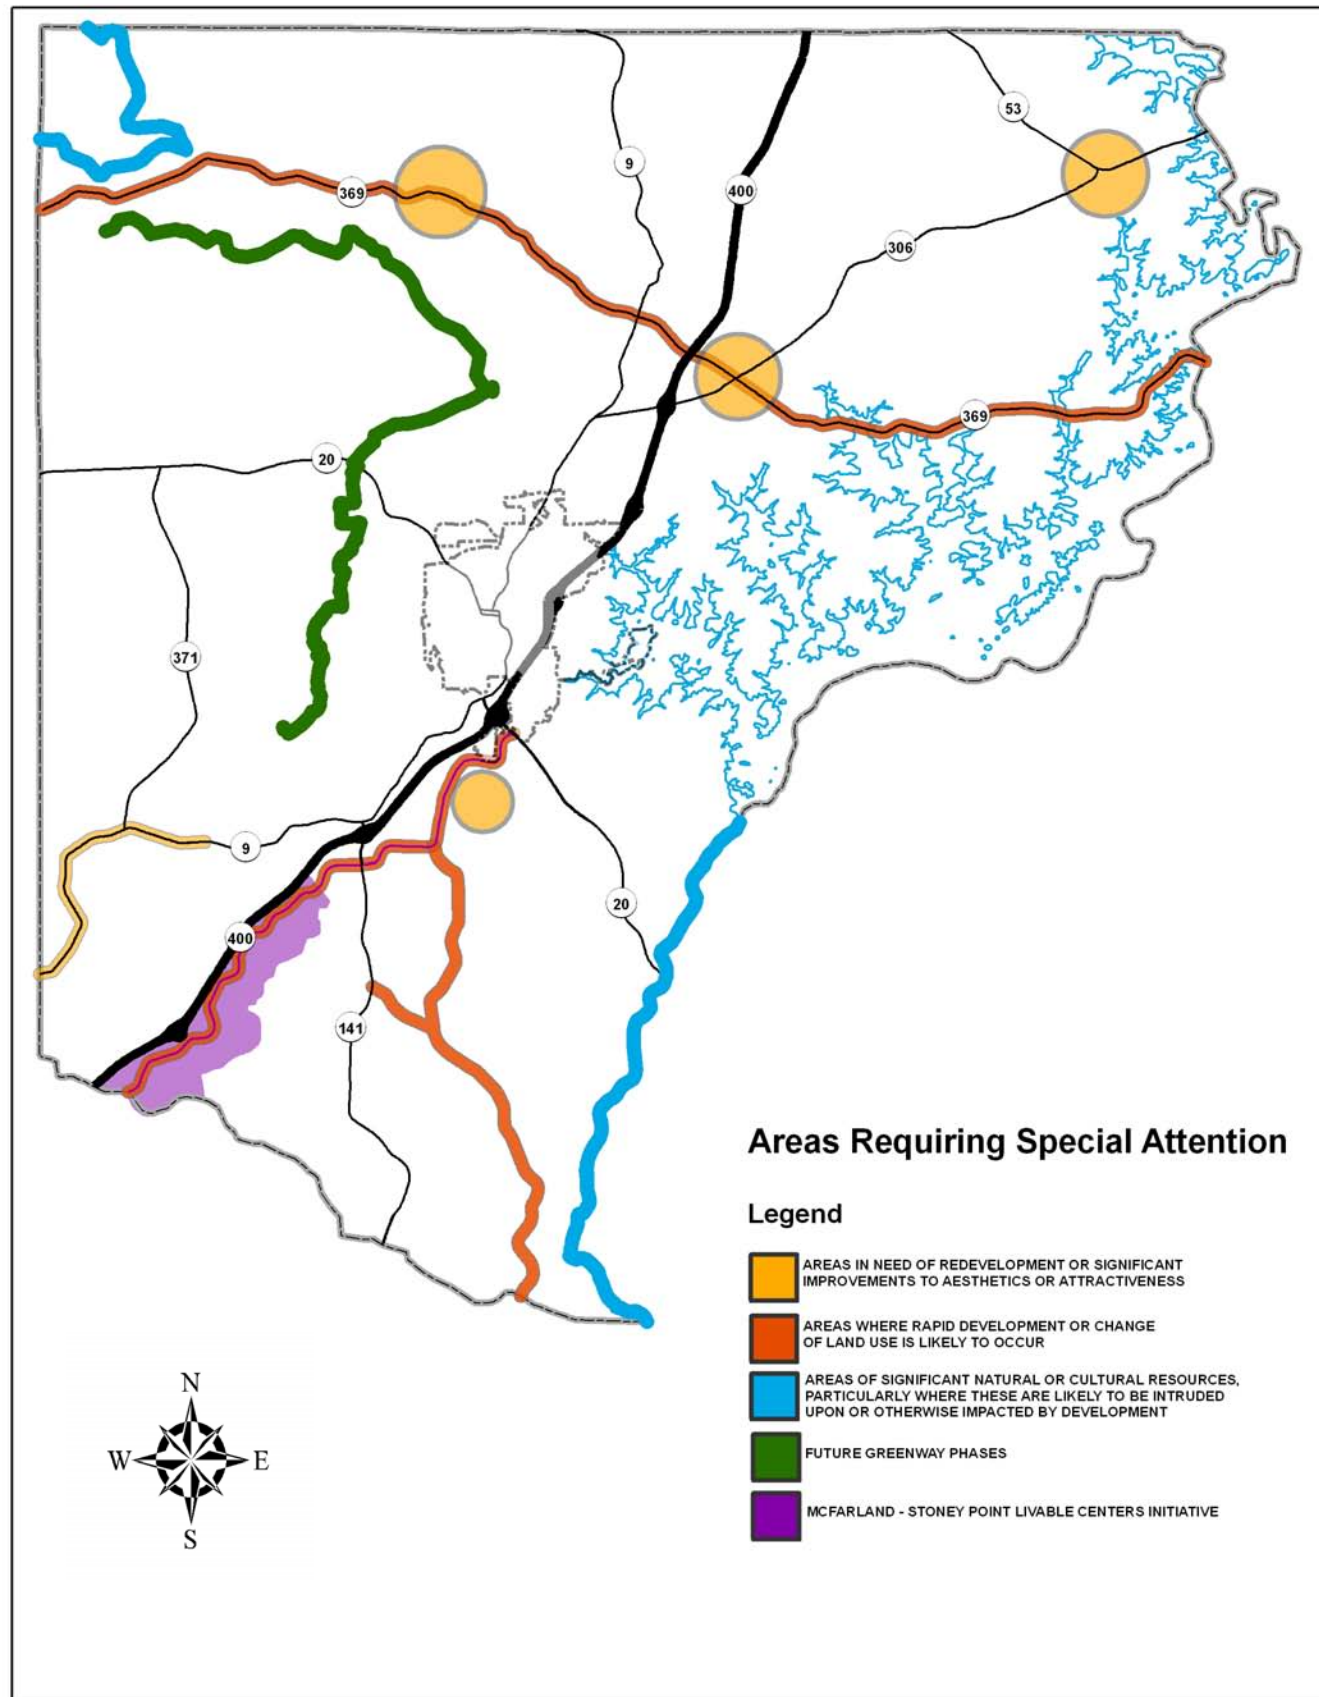 53
9
369
400
306
369
20
371
9
20
400
141
Areas Requiring Special Attention
Legend
AREAS IN NEED OF REDEVELOPMENT OR SIGNIFICANT
IMPROVEMENTS TO AESTHETICS OR ATTRACTIVENESS
AREAS WHERE RAPID DEVELOPMENT OR CHANGE
OF LAND USE IS LIKELY TO OCCUR
AREAS OF SIGNIFICANT NATURAL OR CULTURAL RESOURCES,
PARTICULARLY WHERE THESE ARE LIKELY TO BE INTRUDED
UPON OR OTHERWISE IMPACTED BY DEVELOPMENT
FUTURE GREENWAY PHASES
MCFARLAND - STONEY POINT LIVABLE CENTERS INITIATIVE
N
W E
S